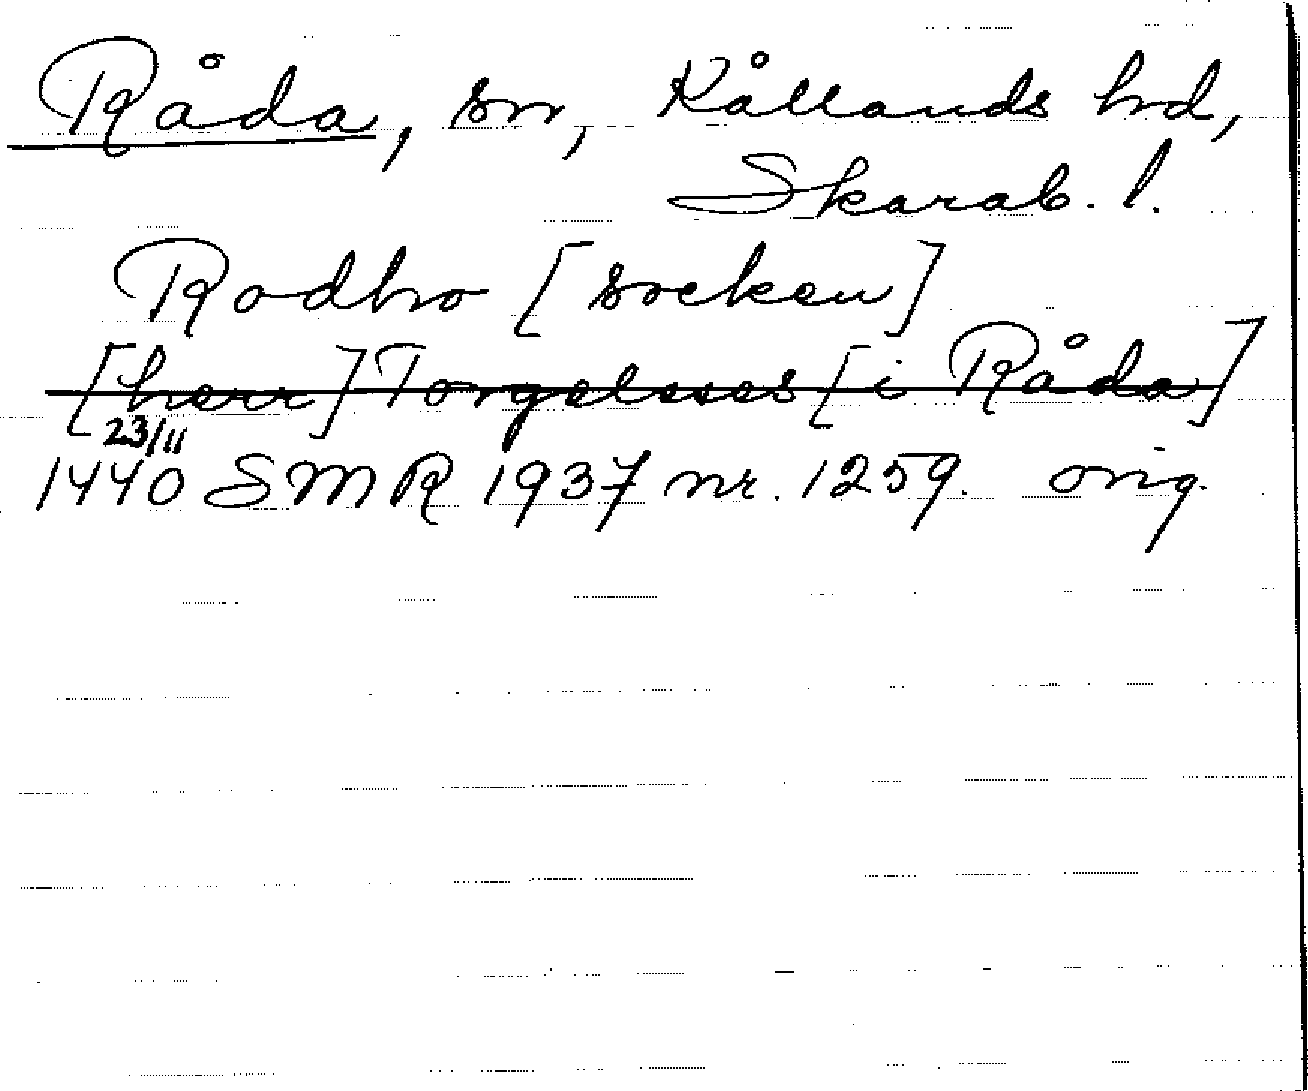 Råda, sn, Kållands hd,
Skarab. l.
Rodho [socken]
[herr] Torgelsses [i Råda]
23/11
1440 SMR 1937 nr. 1259. orig.